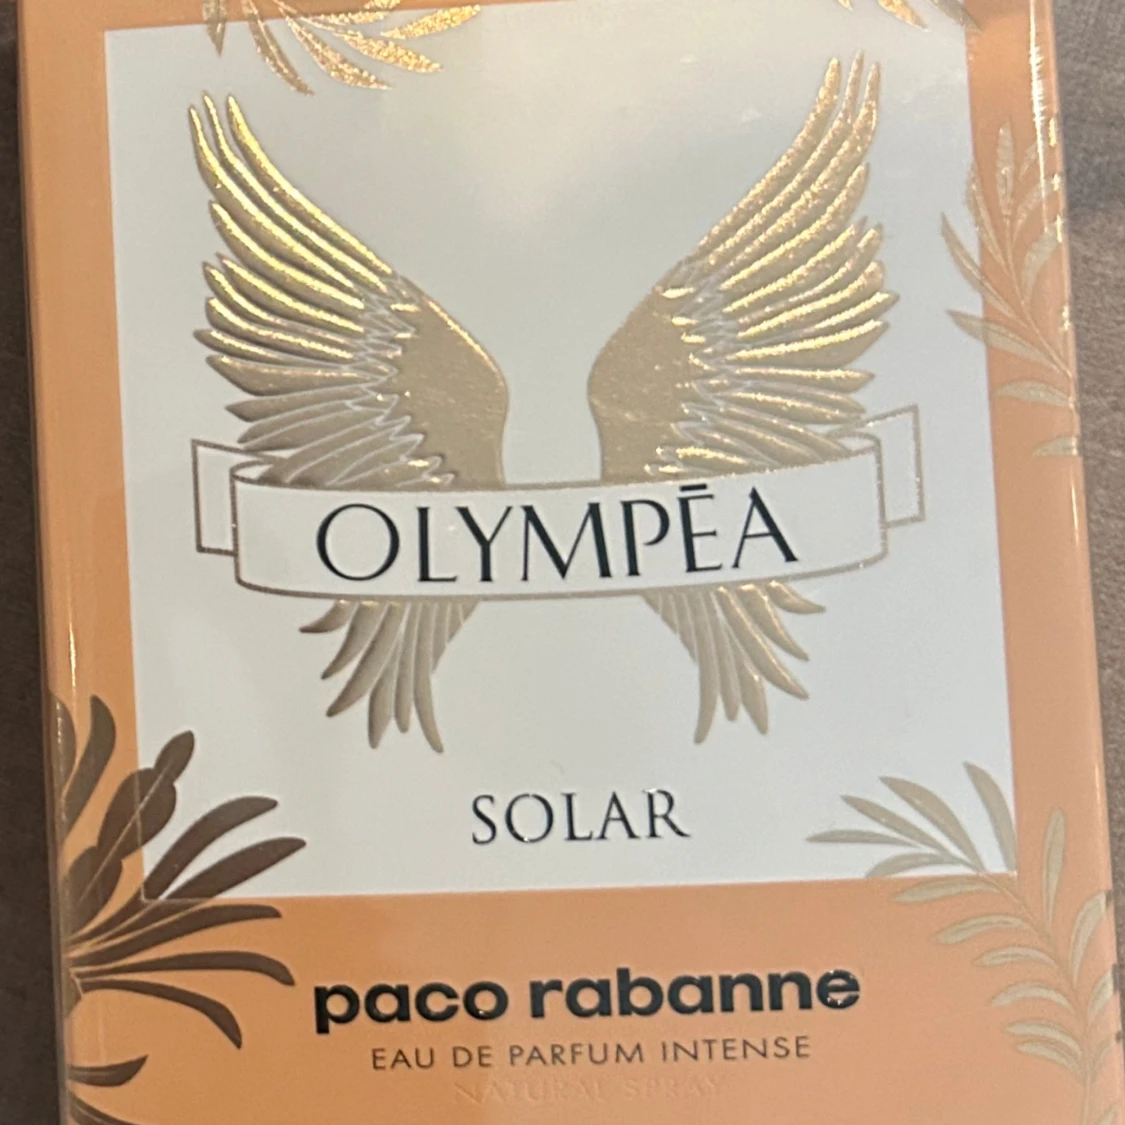 OLYMPĒA
SOLAR
paco rabanne
EAU DE PARFUM INTENSE
NATURAL SPRAY